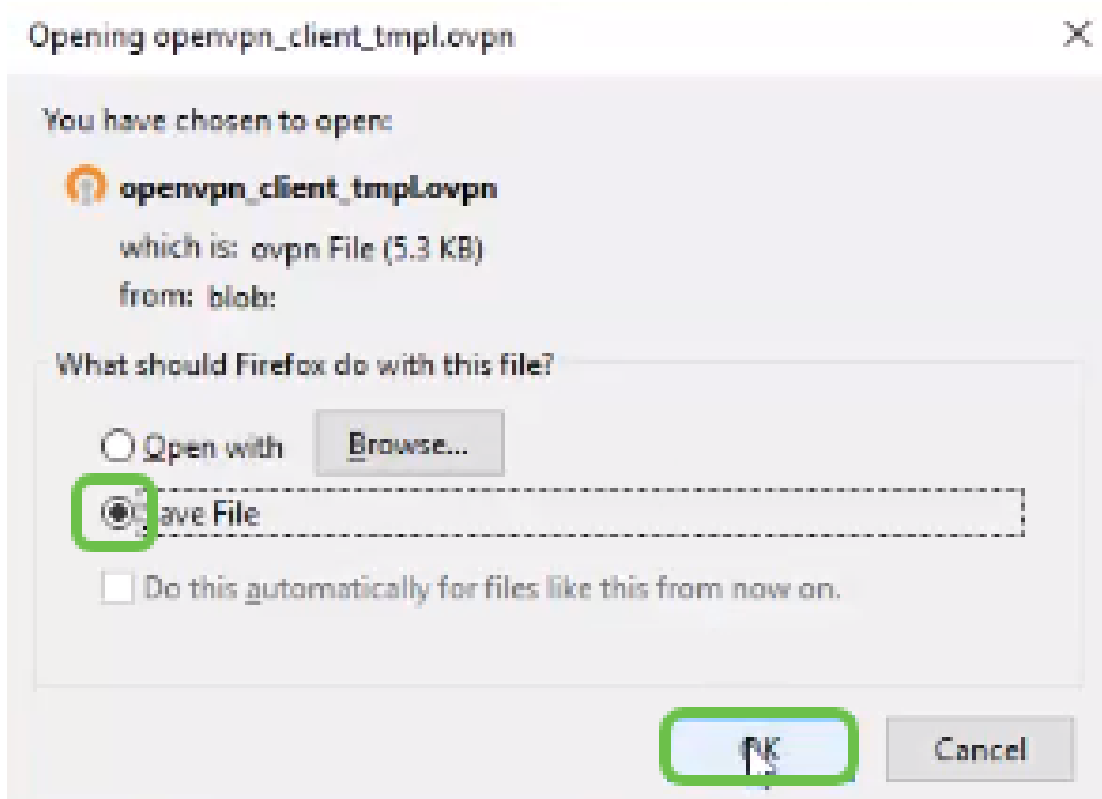 Opening openvpn_client_tmpl.ovpn
You have chosen to open:
openvpn_client_tmpl.ovpn
which is: ovpn File (5.3 KB)
from: blob:
What should Firefox do with this file?
Open with
Browse...
Save File
Do this automatically for files like this from now on.
OK
Cancel